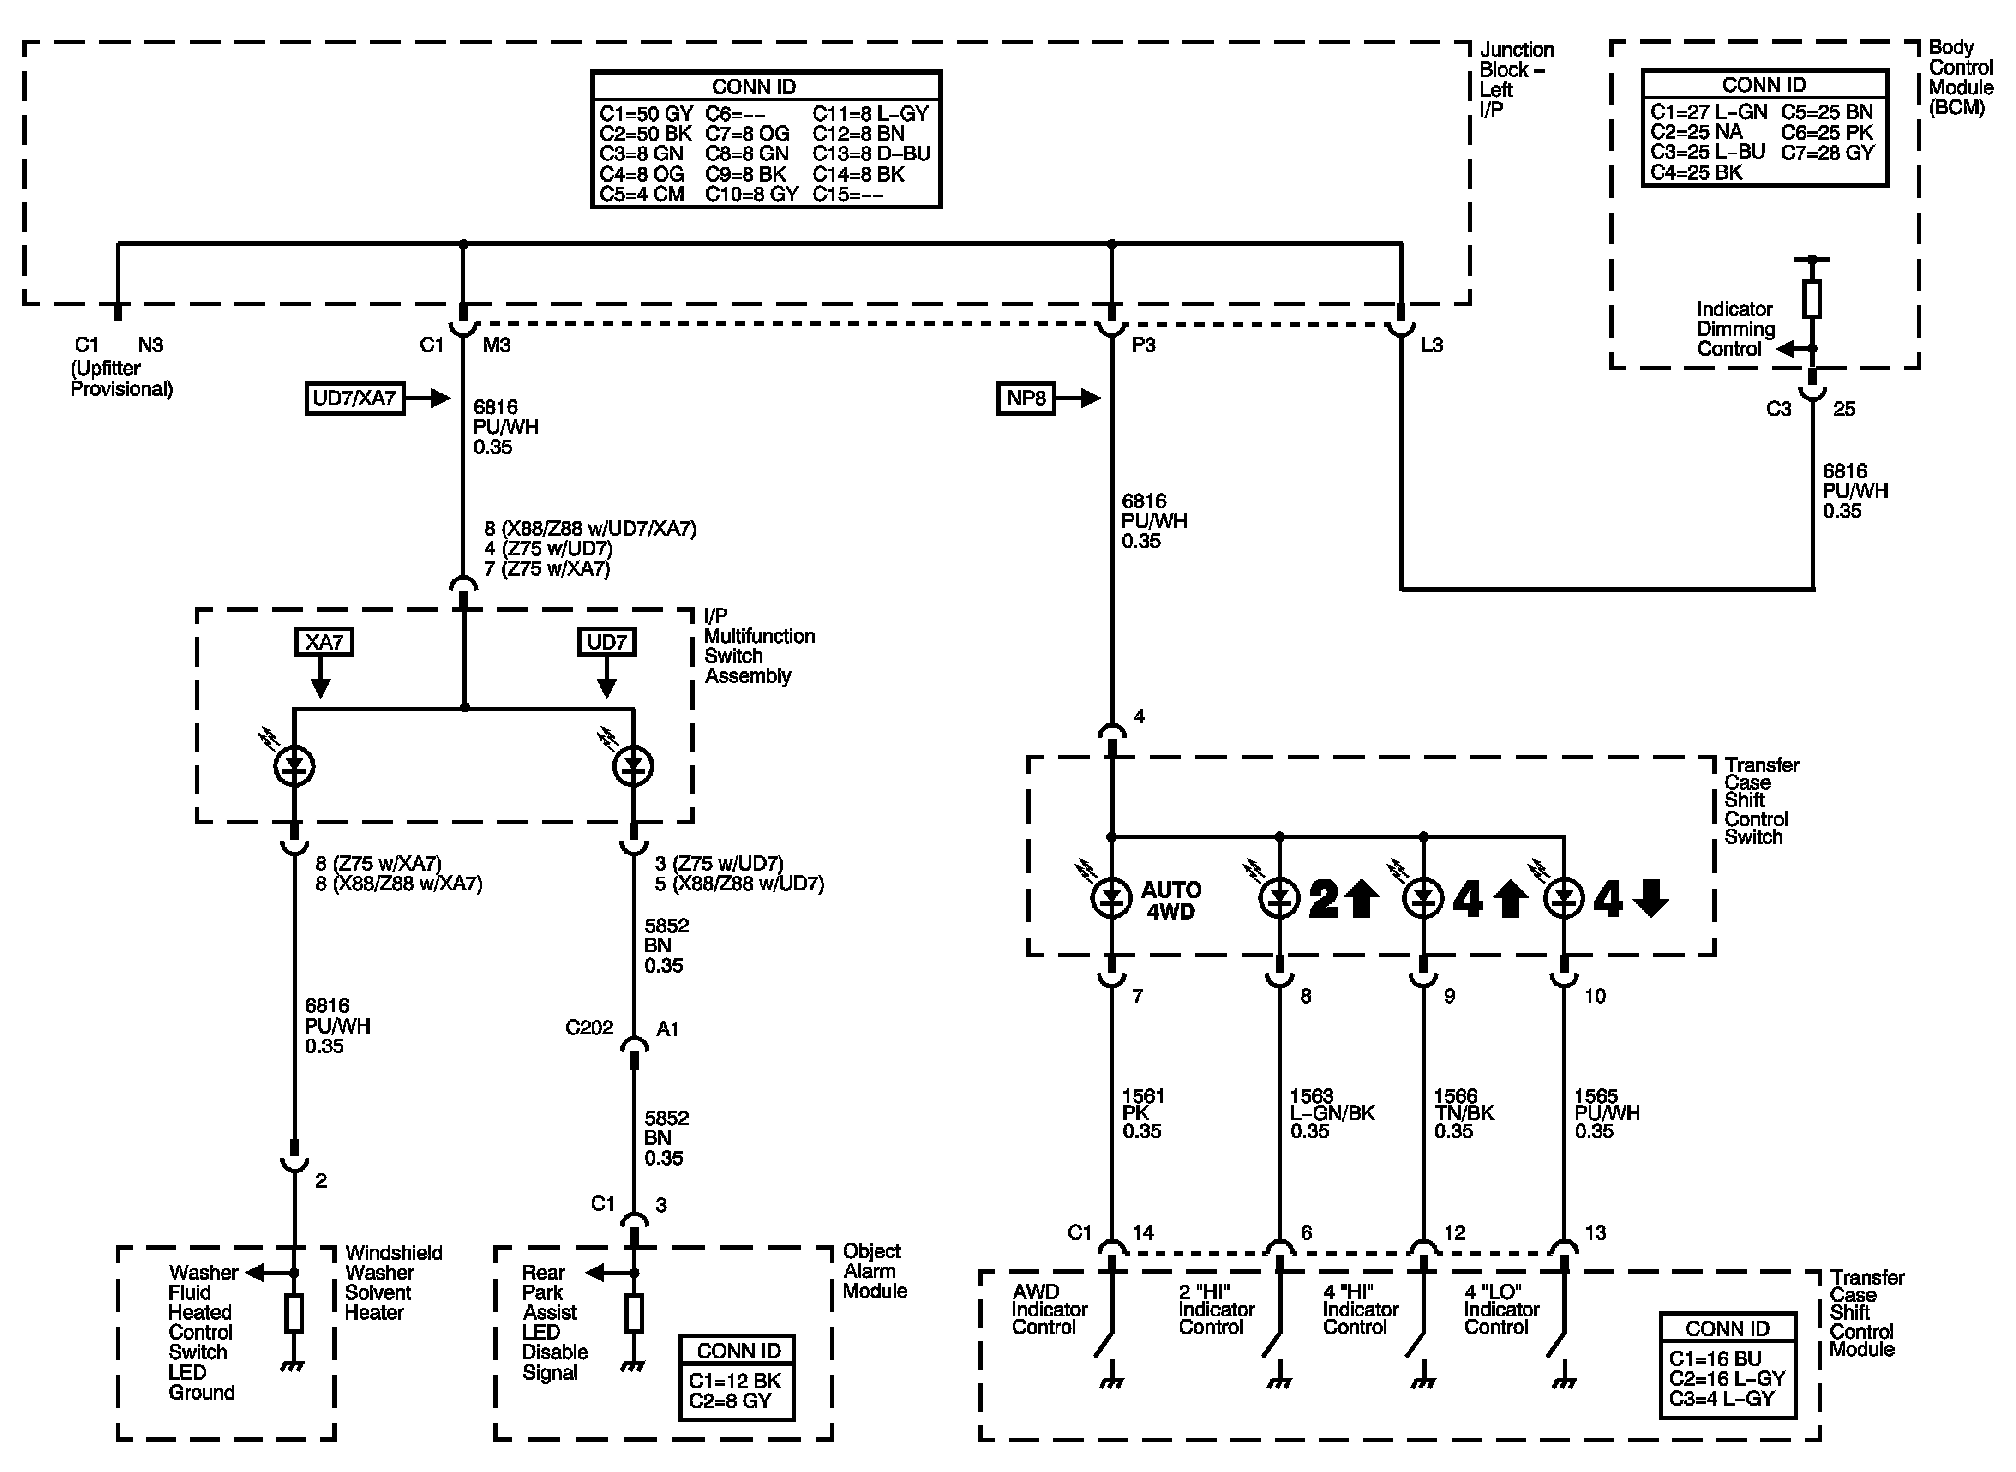 Junction
Block –
Left
I/P
CONN ID
C1=50 GY C6=-- C11=8 L-GY
C2=50 BK C7=8 OG C12=8 BN
C3=8 GN C8=8 GN C13=8 D-BU
C4=8 OG C9=8 BK C14=8 BK
C5=4 CM C10=8 GY C15=--
Body
Control
Module
(BCM)
CONN ID
C1=27 L-GN C5=25 BN
C2=25 NA C6=25 PK
C3=25 L-BU C7=28 GY
C4=25 BK
Indicator
Dimming
Control
C1 N3
(Upfitter
Provisional)
C1 M3
P3
L3
C3 25
UD7/XA7
6816
PU/WH
0.35
NP8
6816
PU/WH
0.35
6816
PU/WH
0.35
8 (X88/Z88 w/UD7/XA7)
4 (Z75 w/UD7)
7 (Z75 w/XA7)
I/P
Multifunction
Switch
Assembly
XA7
UD7
8 (Z75 w/XA7)
8 (X88/Z88 w/XA7)
3 (Z75 w/UD7)
5 (X88/Z88 w/UD7)
5852
BN
0.35
6816
PU/WH
0.35
C202 A1
5852
BN
0.35
2
C1 3
Washer
Fluid
Heated
Control
Switch
LED
Ground
Windshield
Washer
Solvent
Heater
Rear
Park
Assist
LED
Disable
Signal
Object
Alarm
Module
CONN ID
C1=12 BK
C2=8 GY
4
Transfer
Case
Shift
Control
Switch
AUTO
4WD
2
4
4
7
8
9
10
1561
PK
0.35
1563
L-GN/BK
0.35
1566
TN/BK
0.35
1565
PU/WH
0.35
C1 14
6
12
13
AWD
Indicator
Control
2 "HI"
Indicator
Control
4 "HI"
Indicator
Control
4 "LO"
Indicator
Control
Transfer
Case
Shift
Control
Module
CONN ID
C1=16 BU
C2=16 L-GY
C3=4 L-GY